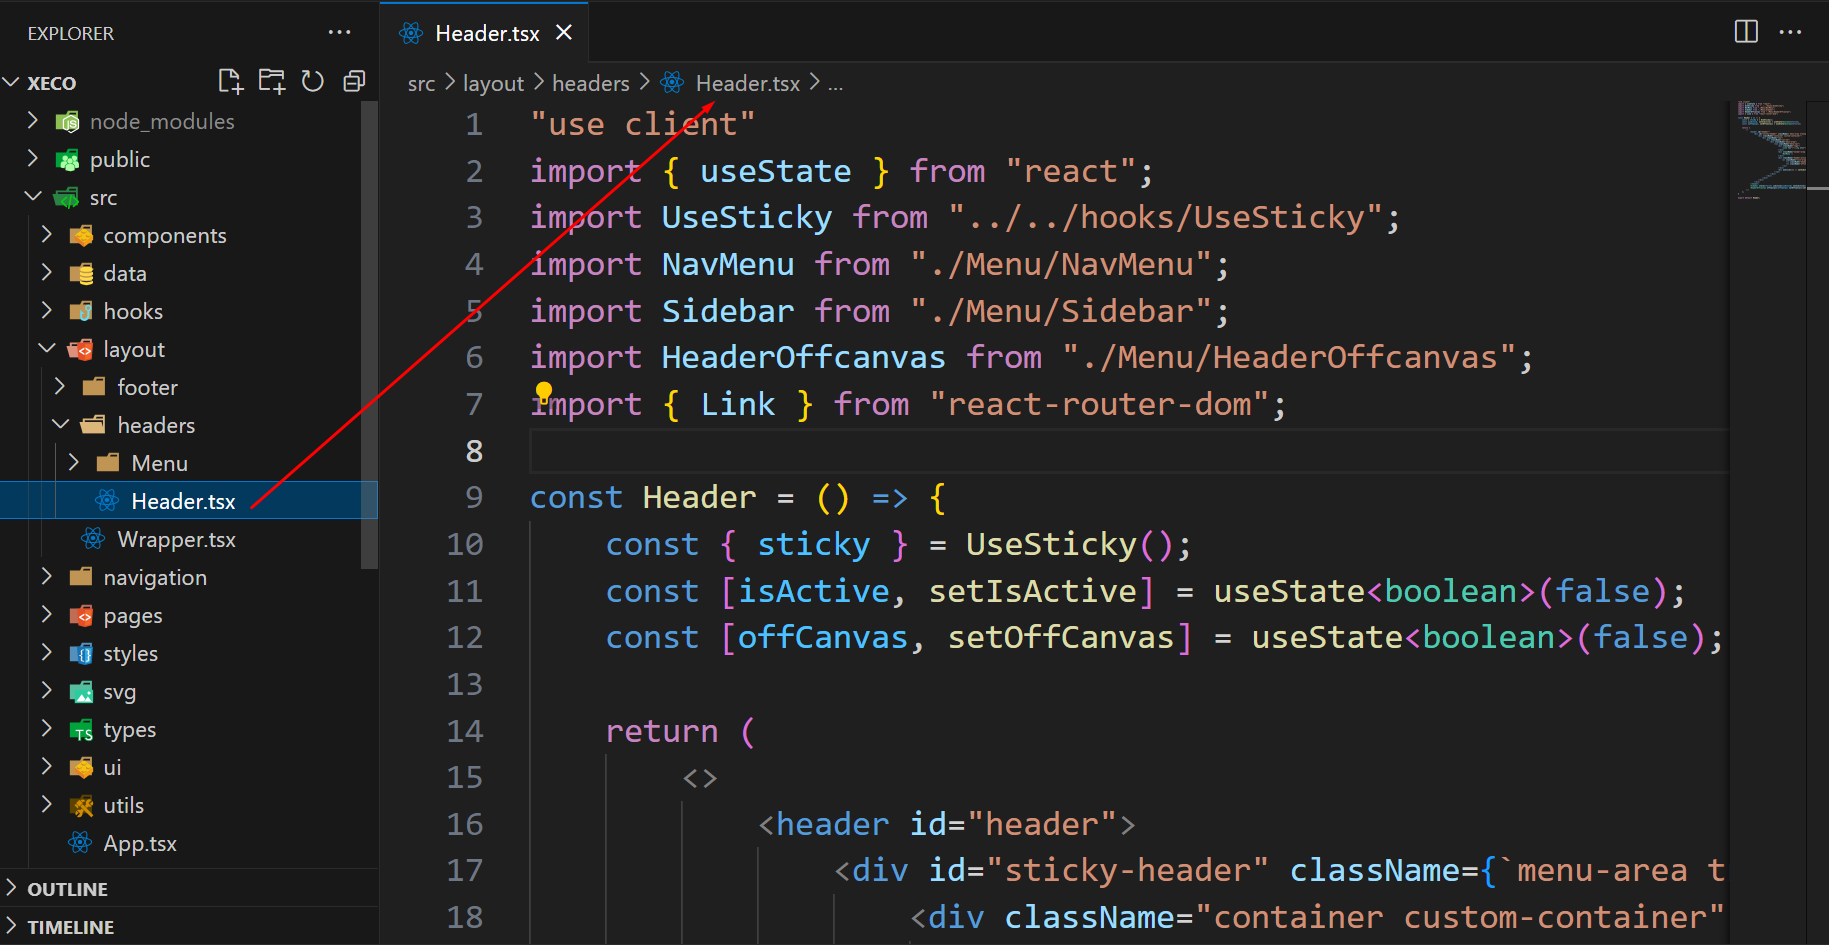 EXPLORER
XECO
node_modules
public
src
components
data
hooks
layout
footer
headers
Menu
Header.tsx
Wrapper.tsx
navigation
pages
styles
svg
types
ui
utils
App.tsx
OUTLINE
TIMELINE
Header.tsx
src > layout > headers > Header.tsx > ...
1 "use client"
2 import { useState } from "react";
3 import UseSticky from "../../hooks/UseSticky";
4 import NavMenu from "./Menu/NavMenu";
5 import Sidebar from "./Menu/Sidebar";
6 import HeaderOffcanvas from "./Menu/HeaderOffcanvas";
7 import { Link } from "react-router-dom";
8
9 const Header = () => {
10 const { sticky } = UseSticky();
11 const [isActive, setIsActive] = useState<boolean>(false);
12 const [offCanvas, setOffCanvas] = useState<boolean>(false);
13
14 return (
15 <>
16 <header id="header">
17 <div id="sticky-header" className={`menu-area t
18 <div className="container custom-container"